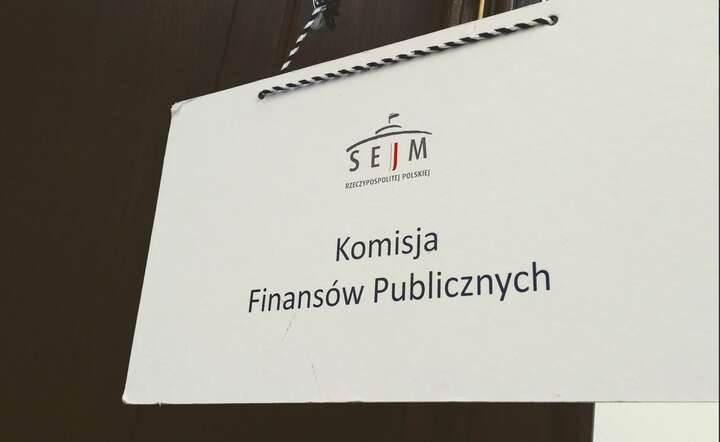 SEJM
RZECZYPOSPOLITEJ POLSKIEJ
Komisja
Finansów Publicznych